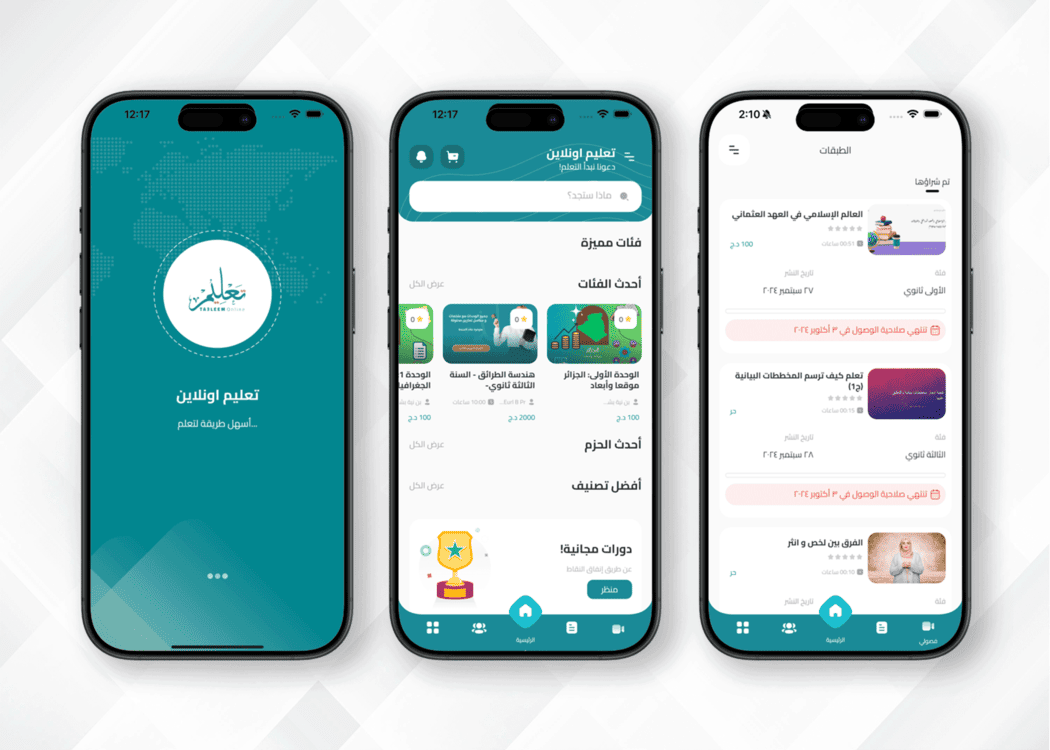 12:17
تعليم
TAALEEM
تعليم اونلاين
أسهل طريقة لتعلم...
12:17
تعليم اونلاين
دعونا نبدأ التعلم!
ماذا ستجد؟
فئات مميزة
أحدث الفئات
عرض الكل
0
0
0
الوحدة الأولى: الجزائر
موقعا وأبعاد
100 د.ج
هندسة الطرائق - السنة
الثالثة ثانوي-
10:00 ساعات
2000 د.ج
الوحدة 1
الجغرافيا
100 د.ج
أحدث الحزم
عرض الكل
أفضل تصنيف
عرض الكل
دورات مجانية!
عن طريق إنفاق النقاط
منظر
الرئيسية
2:10
الطبقات
تم شراؤها
العالم الإسلامي في العهد العثماني
00:51 ساعات
100 د.ج
فئة
تاريخ النشر
الأولى ثانوي
٢٧ سبتمبر ٢٠٢٤
تنتهي صلاحية الوصول في ٣ أكتوبر ٢٠٢٤
تعلم كيف ترسم المخططات البيانية
(ج1)
00:15 ساعات
حر
فئة
تاريخ النشر
الثالثة ثانوي
٢٨ سبتمبر ٢٠٢٤
تنتهي صلاحية الوصول في ٣ أكتوبر ٢٠٢٤
الفرق بين لخص و انثر
00:10 ساعات
حر
فئة
تاريخ النشر
فصولي
الرئيسية